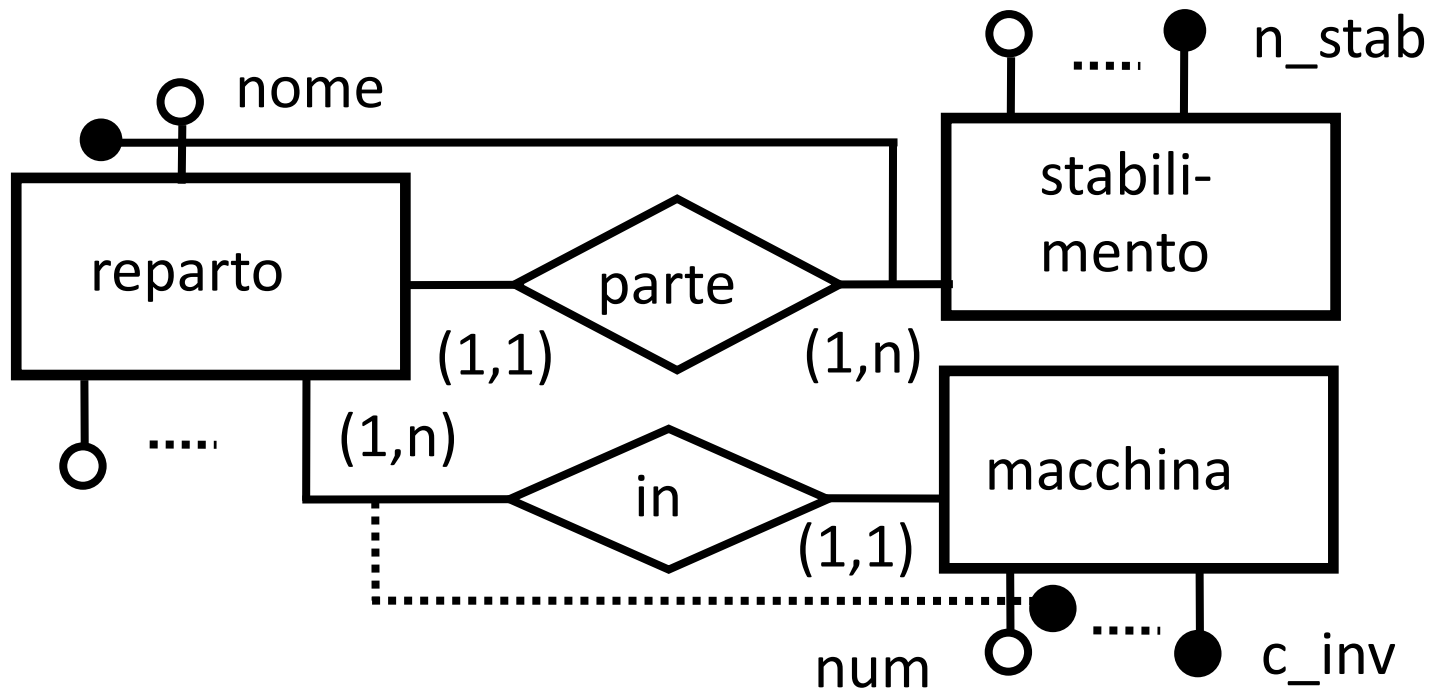 n_stab
nome
stabili-
mento
reparto
parte
(1,1)
(1,n)
(1,n)
macchina
in
(1,1)
num
c_inv